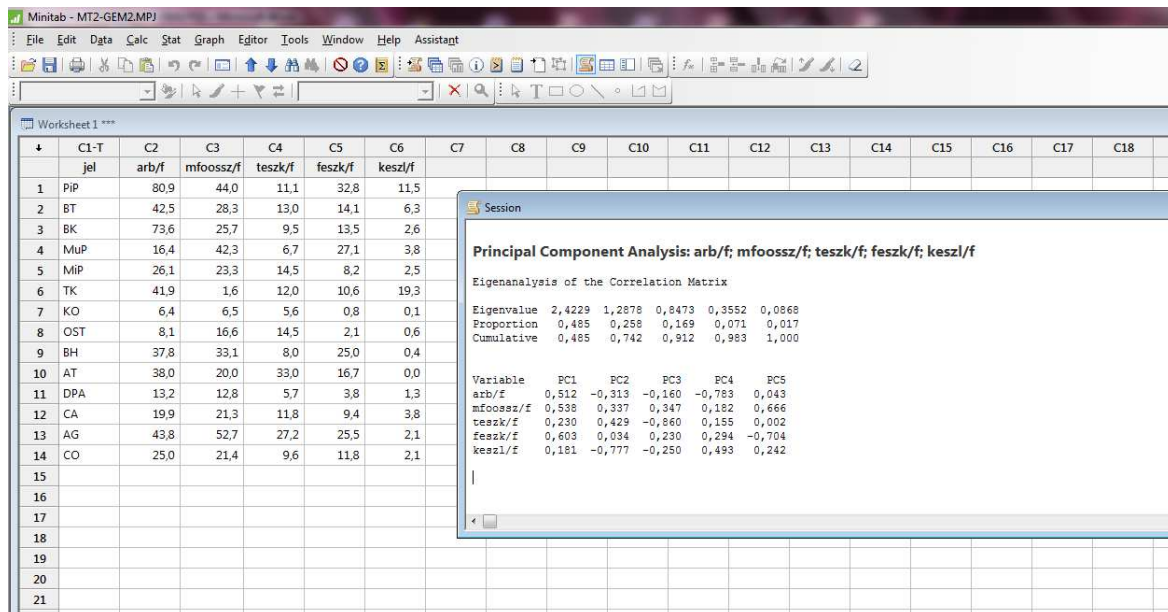 Minitab - MT2-GEM2.MPJ
File Edit Data Calc Stat Graph Editor Tools Window Help Assistant
Worksheet 1 ***
C1-T C2 C3 C4 C5 C6 C7 C8 C9 C10 C11 C12 C13 C14 C15 C16 C17 C18
jel arb/f mfoossz/f teszk/f feszk/f keszl/f
1 PiP 80,9 44,0 11,1 32,8 11,5
2 BT 42,5 28,3 13,0 14,1 6,3
3 BK 73,6 25,7 9,5 13,5 2,6
4 MuP 16,4 42,3 6,7 27,1 3,8
5 MiP 26,1 23,3 14,5 8,2 2,5
6 TK 41,9 1,6 12,0 10,6 19,3
7 KO 6,4 6,5 5,6 0,8 0,1
8 OST 8,1 16,6 14,5 2,1 0,6
9 BH 37,8 33,1 8,0 25,0 0,4
10 AT 38,0 20,0 33,0 16,7 0,0
11 DPA 13,2 12,8 5,7 3,8 1,3
12 CA 19,9 21,3 11,8 9,4 3,8
13 AG 43,8 52,7 27,2 25,5 2,1
14 CO 25,0 21,4 9,6 11,8 2,1
15
16
17
18
19
20
21
Session
Principal Component Analysis: arb/f; mfoossz/f; teszk/f; feszk/f; keszl/f
Eigenanalysis of the Correlation Matrix
Eigenvalue 2,4229 1,2878 0,8473 0,3552 0,0868
Proportion 0,485 0,258 0,169 0,071 0,017
Cumulative 0,485 0,742 0,912 0,983 1,000
Variable PC1 PC2 PC3 PC4 PC5
arb/f 0,512 -0,313 -0,160 -0,783 0,043
mfoossz/f 0,538 0,337 0,347 0,182 0,666
teszk/f 0,230 0,429 -0,860 0,155 0,002
feszk/f 0,603 0,034 0,230 0,294 -0,704
keszl/f 0,181 -0,777 -0,250 0,493 0,242